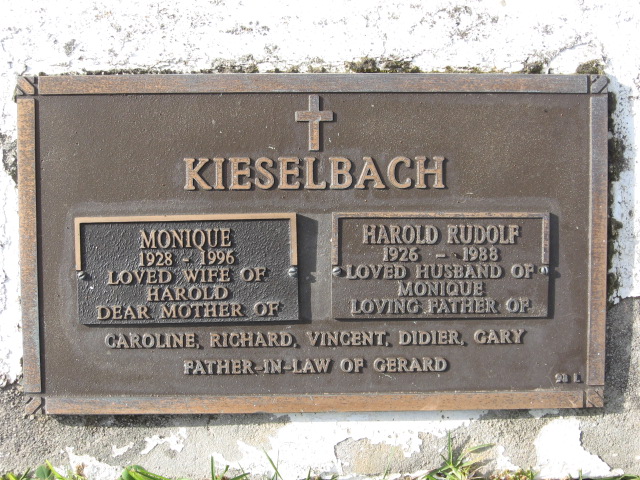 KIESELBACH
MONIQUE
1928 - 1996
LOVED WIFE OF
HAROLD
DEAR MOTHER OF
HAROLD RUDOLF
1926 - 1988
LOVED HUSBAND OF
MONIQUE
LOVING FATHER OF
CAROLINE, RICHARD, VINCENT, DIDIER, GARY
FATHER-IN-LAW OF GERARD